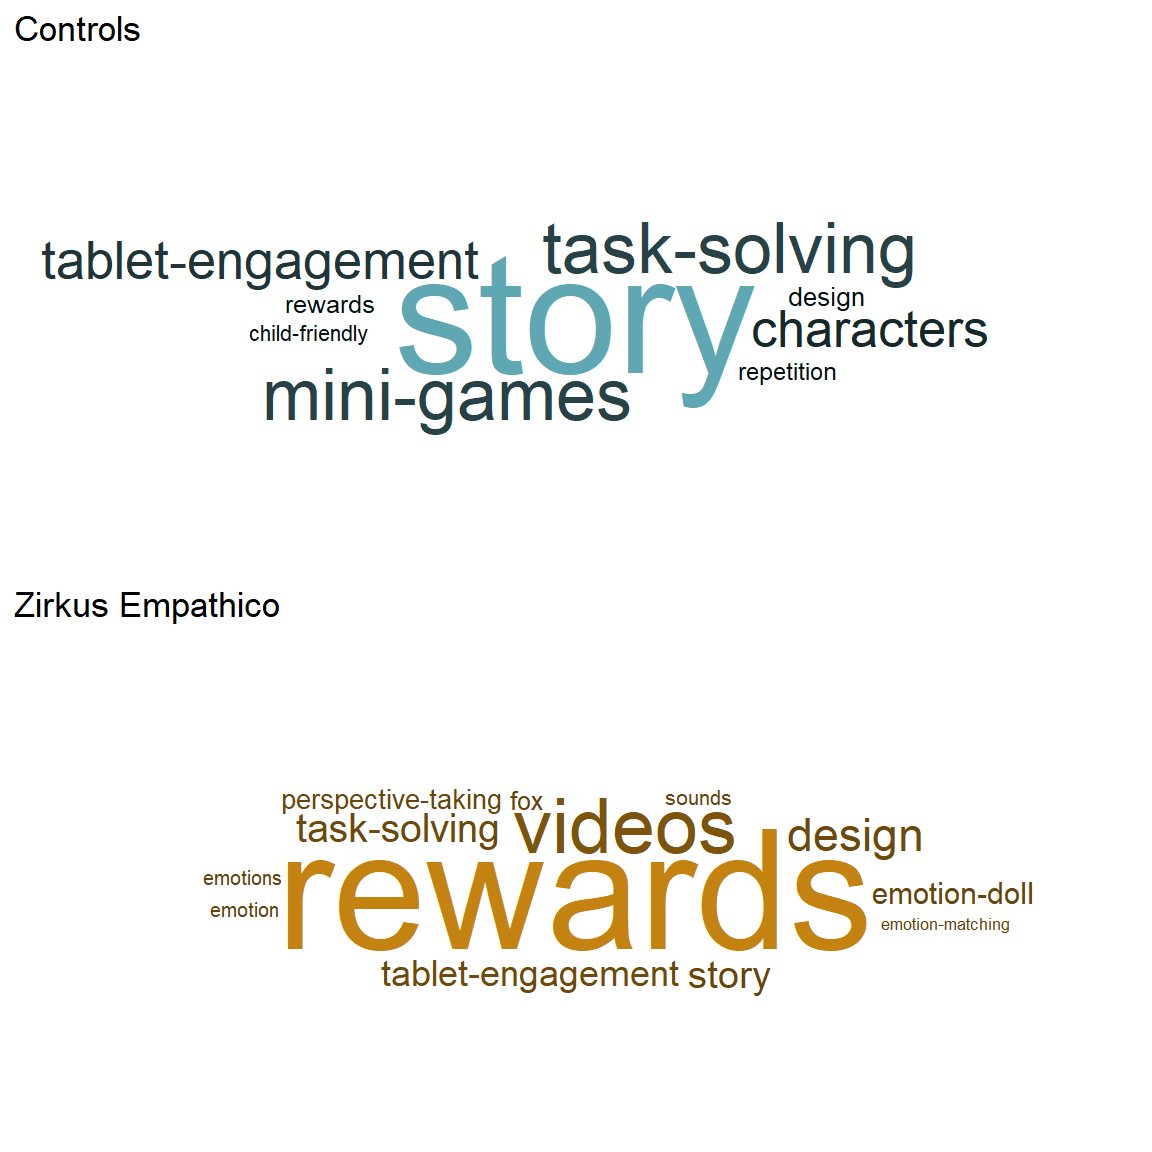 Controls
tablet-engagement task-solving
rewards story design
child-friendly characters
mini-games repetition
Zirkus Empathico
perspective-taking fox sounds
task-solving videos design
emotions rewards emotion-doll
emotion emotion-matching
tablet-engagement story